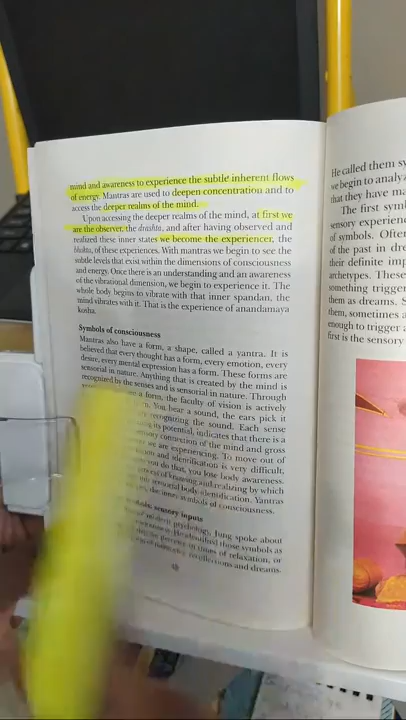 mind and awareness to experience the subtle inherent flows
of energy. Mantras are used to deepen concentration and to
access the deeper realms of the mind.
Upon accessing the deeper realms of the mind, at first we
are the observer, the drashta, and after having observed and
realized these inner states we become the experiencer, the
bhokta, of these experiences. With mantras we begin to see the
subtle levels that exist within the dimensions of consciousness
and energy. Once there is an understanding and an awareness
of the vibrational dimension, we begin to experience it. The
whole body begins to vibrate with that inner spandan, the
mind vibrates with it. That is the experience of anandamaya
kosha.
Symbols of consciousness
Mantras also have a form, a shape, called a yantra. It is
believed that every thought has a form, every emotion, every
desire, every mental expression has a form. These forms are
sensorial in nature. Anything that is created by the mind is
recognized by the senses and is sensorial in nature. Through
a form, the faculty of vision is actively
You hear a sound, the ears pick it
recognizing the sound. Each sense
its potential, indicates that there is a
connection of the mind and gross
we are experiencing. To move out of
and identification is very difficult,
you do that, you lose body awareness.
of knowing and realizing by which
sensorial body identification. Yantras
the inner symbols of consciousness.
sensory inputs
modern psychology, Jung spoke about
those symbols as
in times of relaxation, or
recollections and dreams.
He called them sy
we begin to analy
that they have ma
The first symb
sensory experienc
of symbols. Often
of the past in dre
their definite imp
archetypes. These
something trigger
them as dreams. S
them, sometimes a
enough to trigger a
first is the sensory